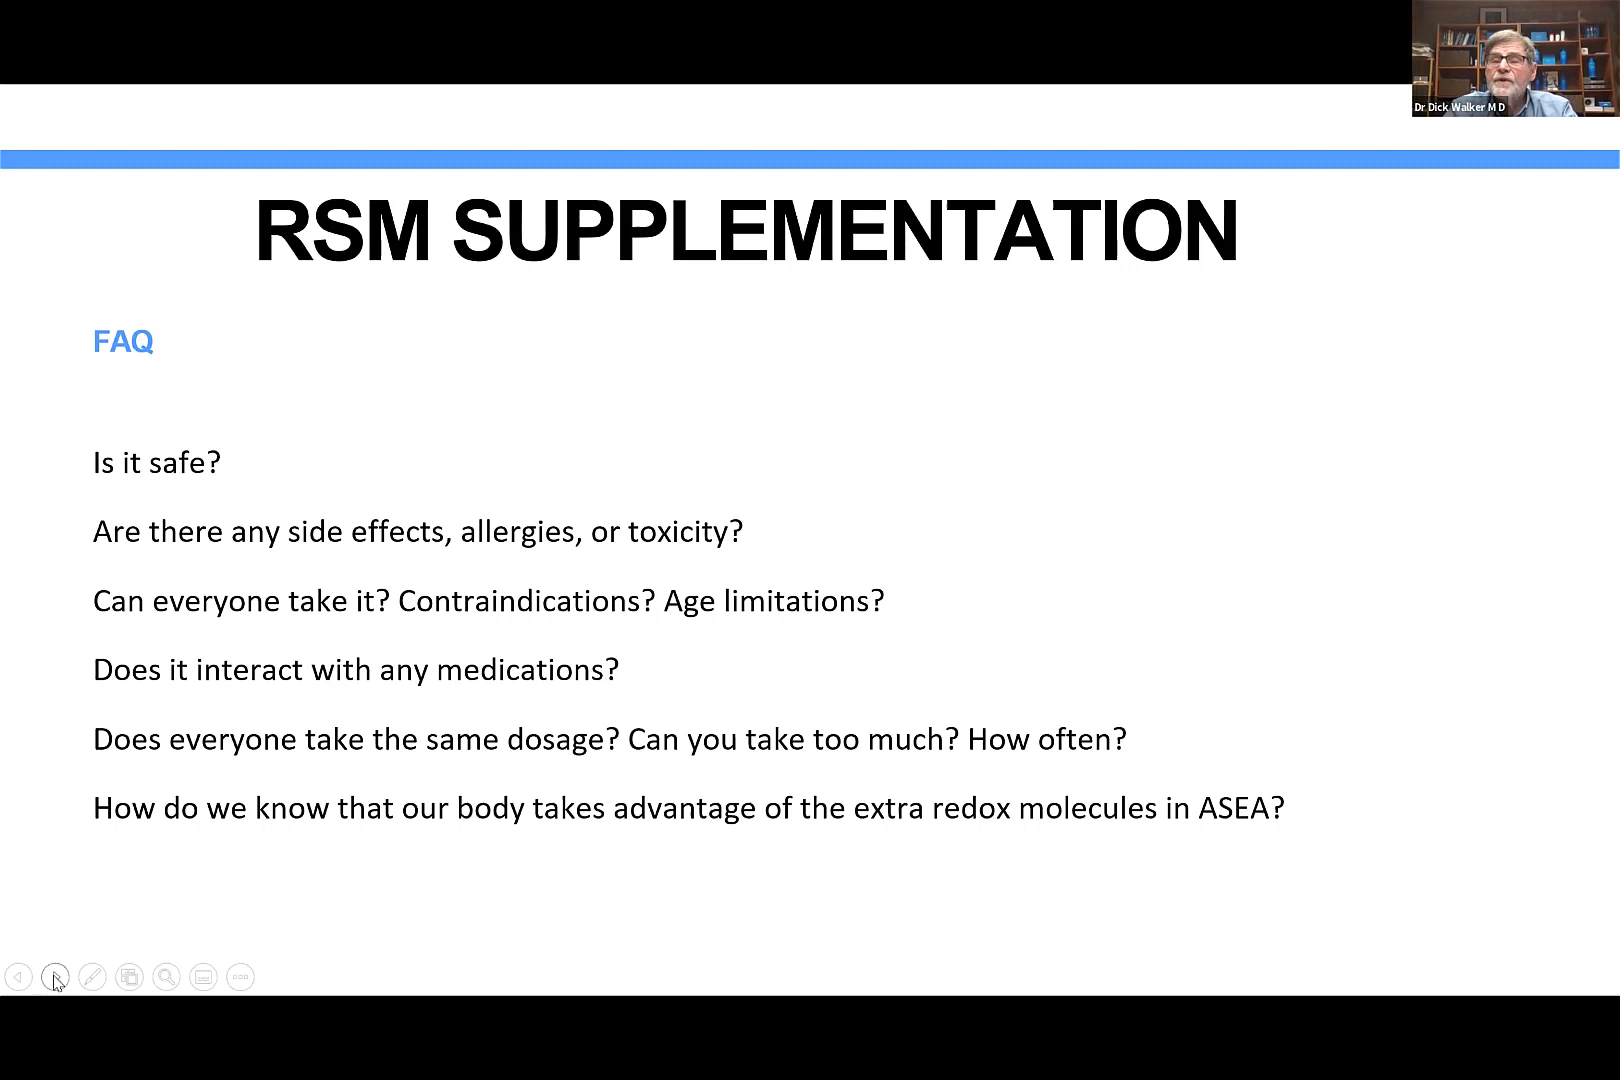 Dr Dick Walker M D
RSM SUPPLEMENTATION
FAQ
Is it safe?
Are there any side effects, allergies, or toxicity?
Can everyone take it? Contraindications? Age limitations?
Does it interact with any medications?
Does everyone take the same dosage? Can you take too much? How often?
How do we know that our body takes advantage of the extra redox molecules in ASEA?